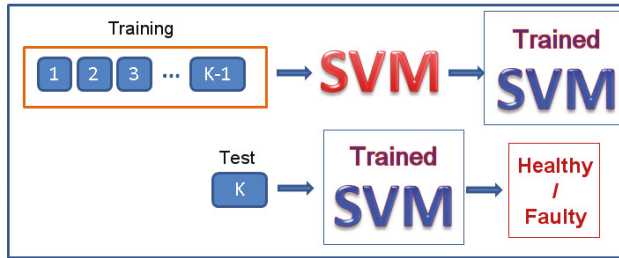 Training
1 2 3 ... K-1
SVM
Trained
SVM
Test
K
Trained
SVM
Healthy
/
Faulty